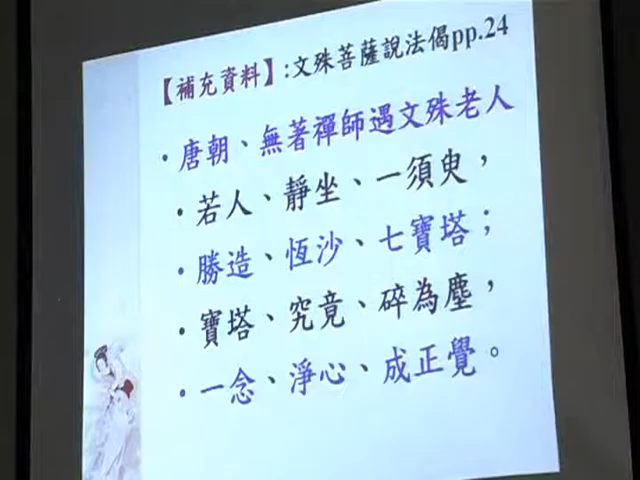 【補充資料】:文殊菩薩說法偈pp.24
•唐朝、無著禪師遇文殊老人
•若人、靜坐、一須臾，
•勝造、恆沙、七寶塔；
•寶塔、究竟、碎為塵，
•一念、淨心、成正覺。